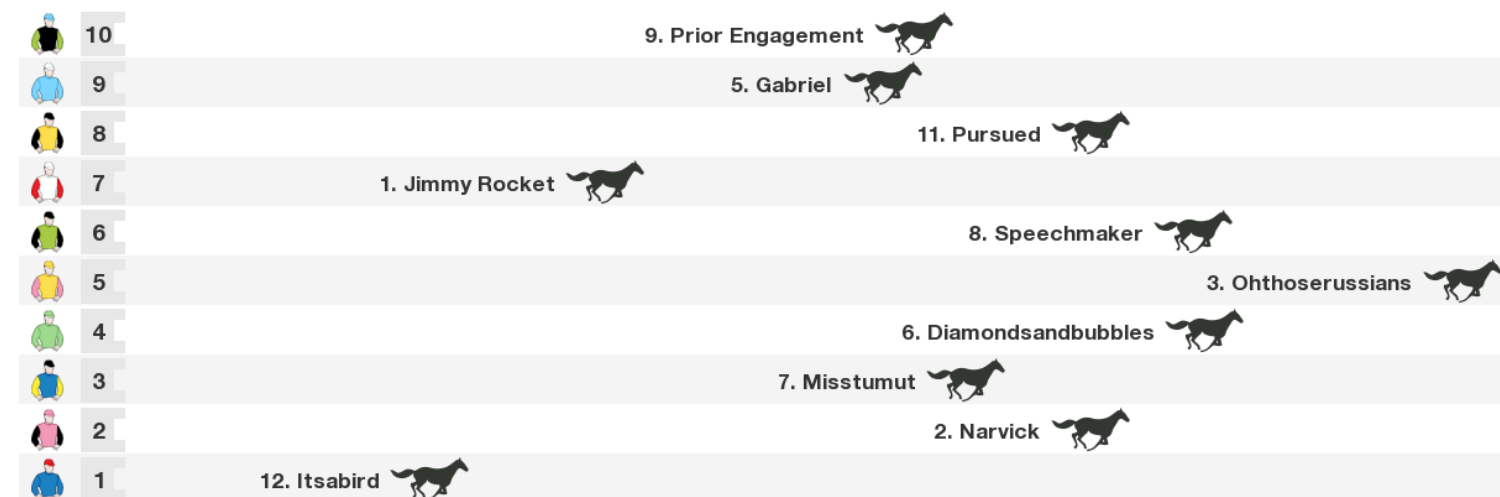 10 9. Prior Engagement
9 5. Gabriel
8 11. Pursued
7 1. Jimmy Rocket
6 8. Speechmaker
5 3. Ohthoserussians
4 6. Diamondsandbubbles
3 7. Misstumut
2 2. Narvick
1 12. Itsabird